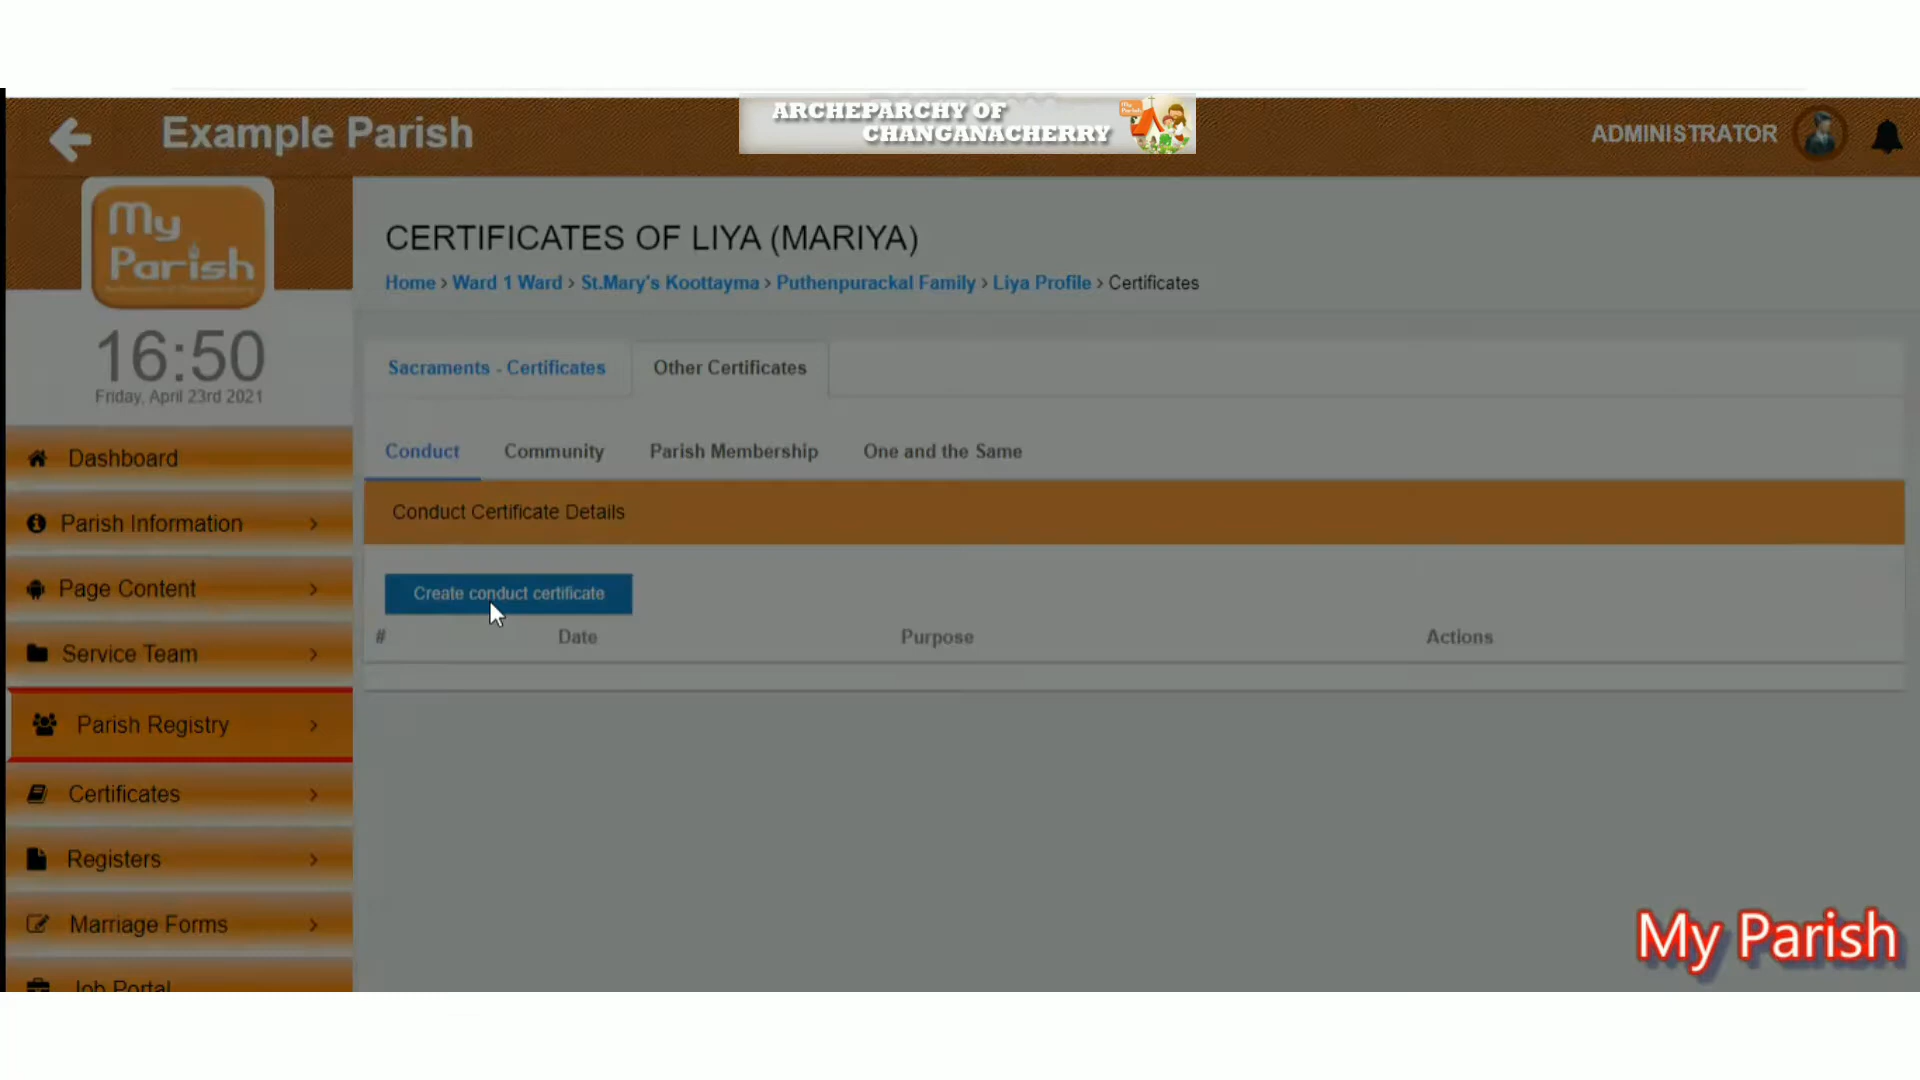 Example Parish
ARCHEPARCHY OF
CHANGANACHERRY
ADMINISTRATOR
My
Parish
CERTIFICATES OF LIYA (MARIYA)
Home > Ward 1 Ward > St.Mary's Koottayma > Puthenpurackal Family > Liya Profile > Certificates
16:50
Friday, April 23rd 2021
Sacraments - Certificates
Other Certificates
Conduct
Community
Parish Membership
One and the Same
Conduct Certificate Details
Create conduct certificate
#
Date
Purpose
Actions
Dashboard
Parish Information
Page Content
Service Team
Parish Registry
Certificates
Registers
Marriage Forms
Job Portal
My Parish